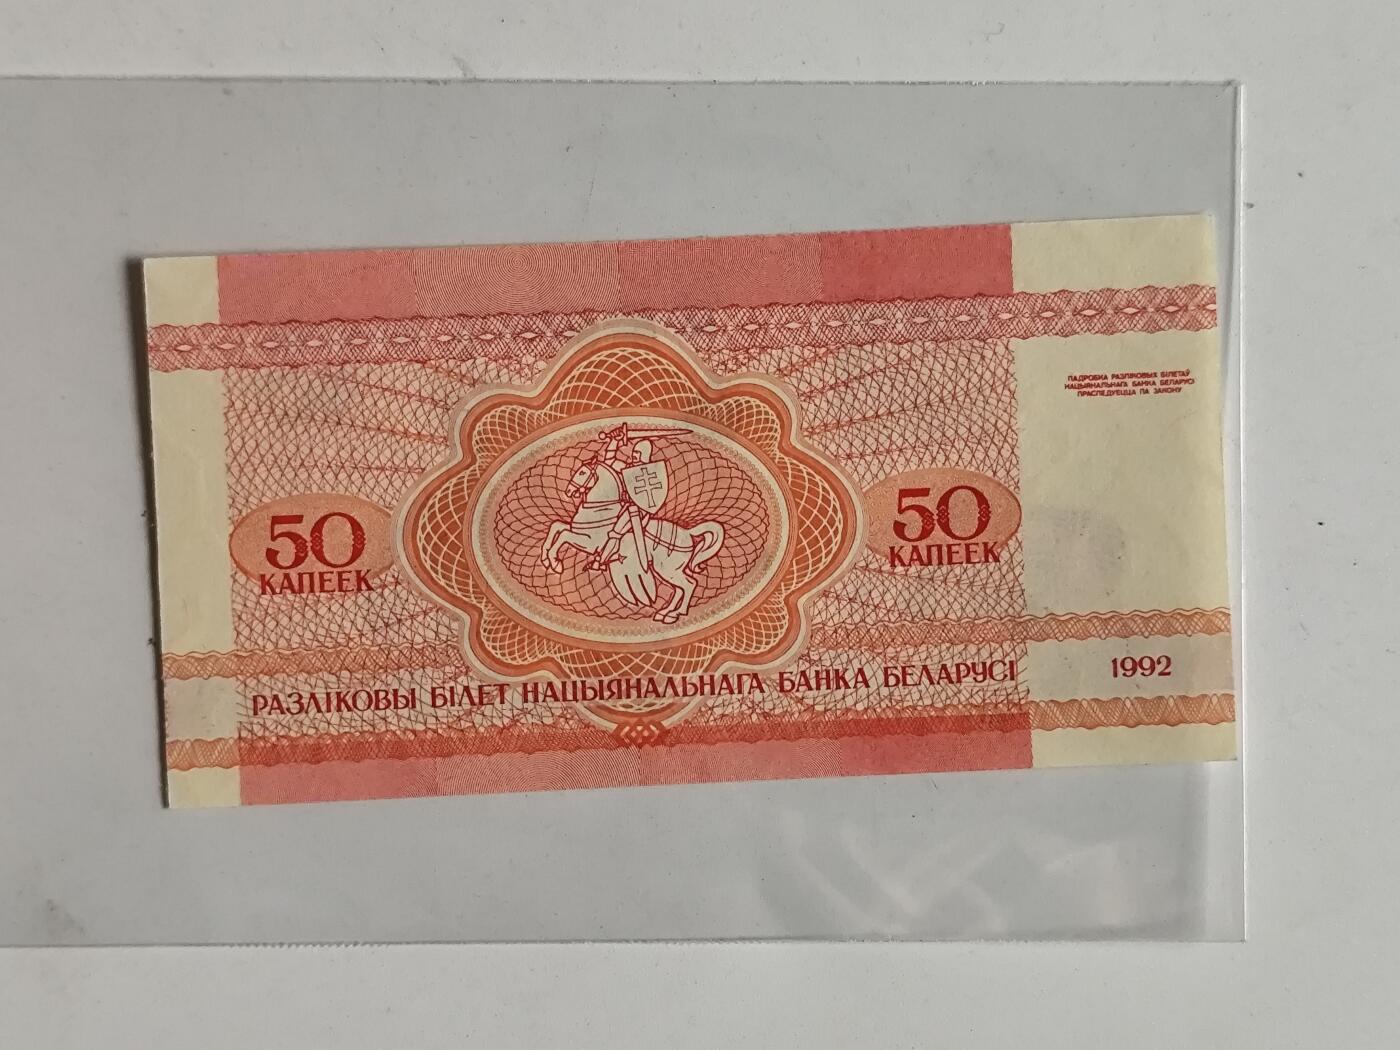 ПАДРОБКА РАЗЛІКОВЫХ БІЛЕТАЎ
НАЦЫЯНАЛЬНАГА БАНКА БЕЛАРУСІ
ПРАСЛЕДУЕЦЦА ПА ЗАКОНУ
50
КАПЕЕК
50
КАПЕЕК
РАЗЛІКОВЫ БІЛЕТ НАЦЫЯНАЛЬНАГА БАНКА БЕЛАРУСІ
1992